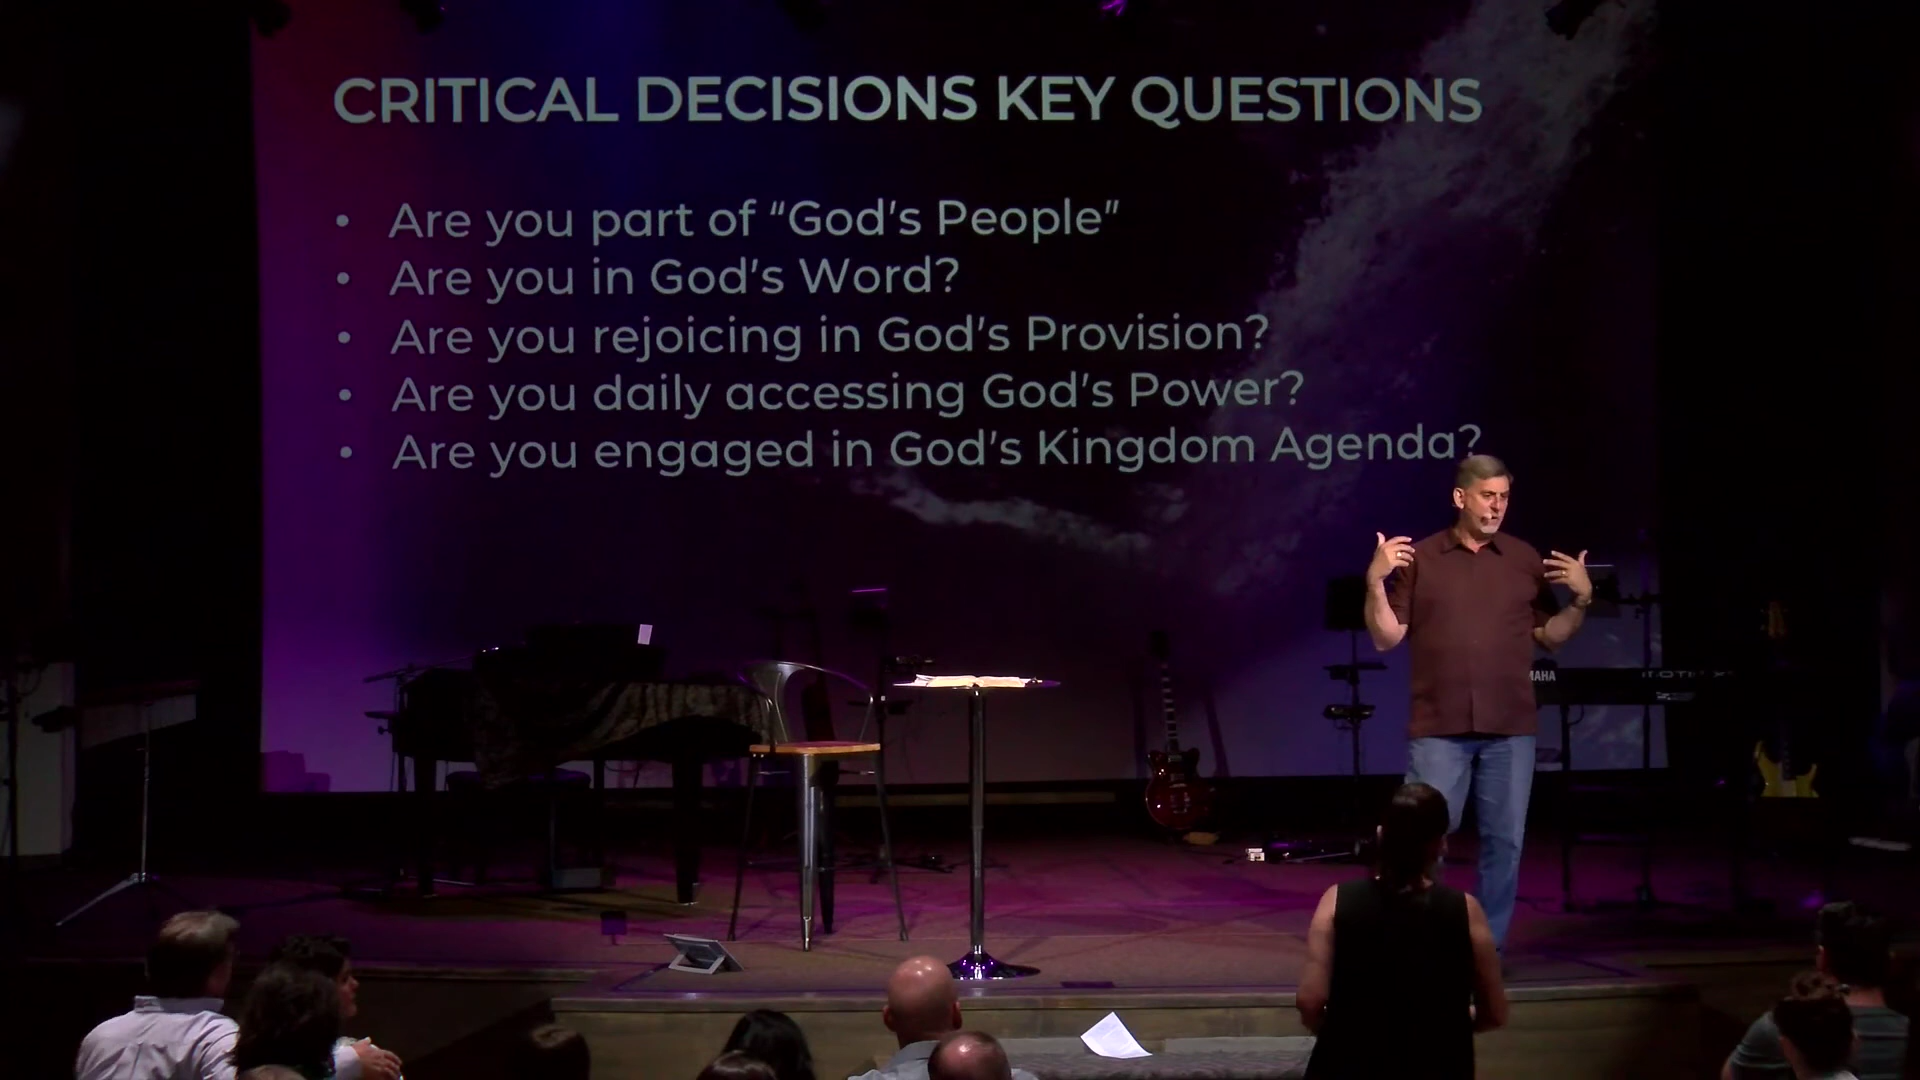 CRITICAL DECISIONS KEY QUESTIONS
• Are you part of “God’s People”
• Are you in God’s Word?
• Are you rejoicing in God’s Provision?
• Are you daily accessing God’s Power?
• Are you engaged in God’s Kingdom Agenda?
MAHA